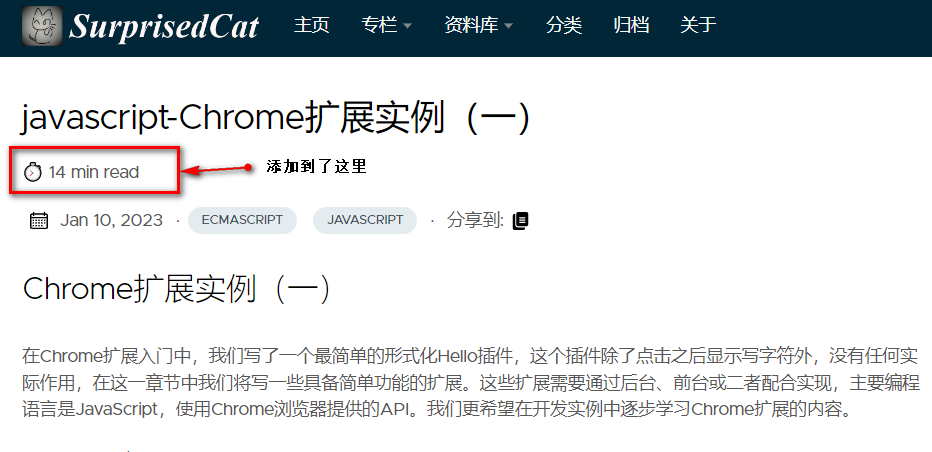 SurprisedCat 主页 专栏 资料库 分类 归档 关于
javascript-Chrome扩展实例（一）
14 min read 添加到了这里
Jan 10, 2023 · ECMASCRIPT JAVASCRIPT · 分享到:
Chrome扩展实例（一）
在Chrome扩展入门中，我们写了一个最简单的形式化Hello插件，这个插件除了点击之后显示写字符外，没有任何实
际作用，在这一章节中我们将写一些具备简单功能的扩展。这些扩展需要通过后台、前台或二者配合实现，主要编程
语言是JavaScript，使用Chrome浏览器提供的API。我们更希望在开发实例中逐步学习Chrome扩展的内容。